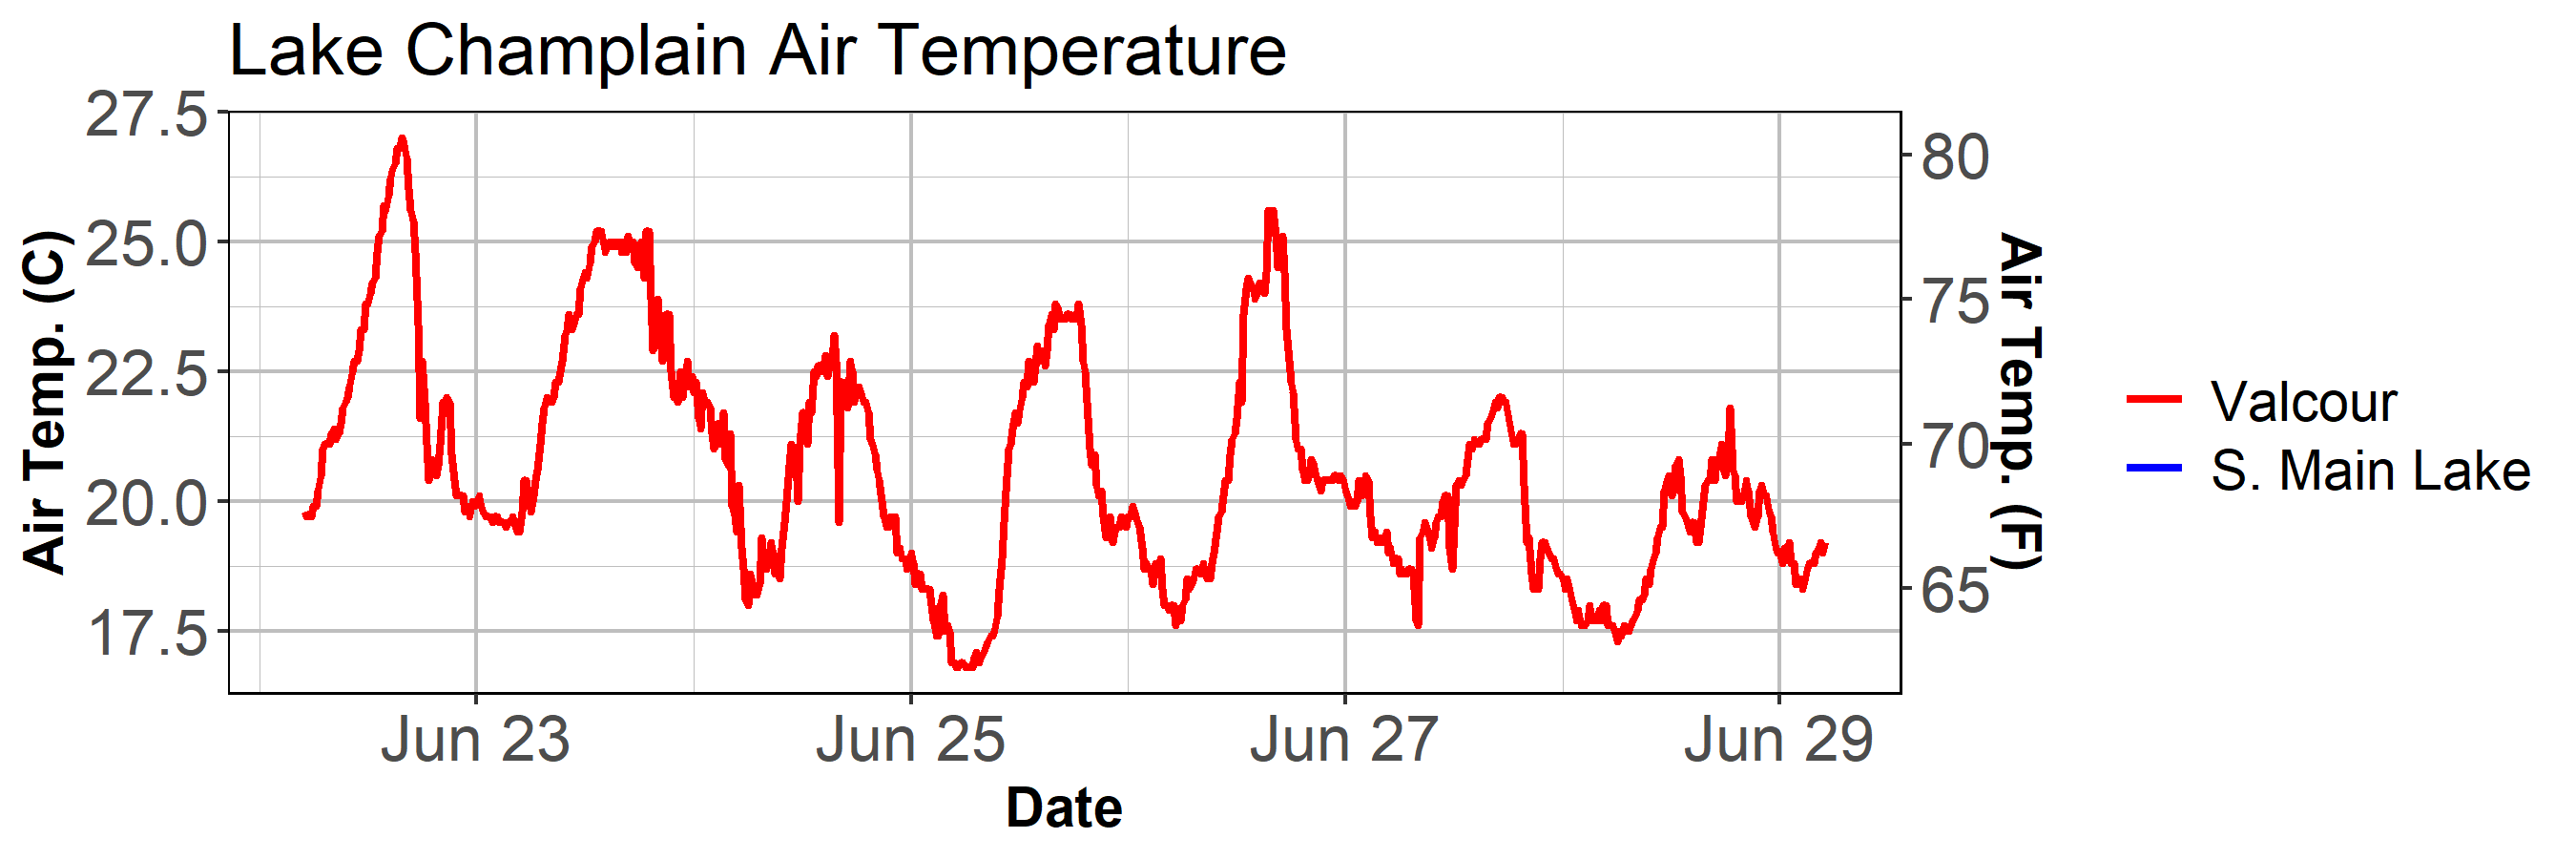 Lake Champlain Air Temperature
Air Temp. (C)
27.5
25.0
22.5
20.0
17.5
80
75
70
65
Air Temp. (F)
Jun 23
Jun 25
Jun 27
Jun 29
Date
Valcour
S. Main Lake